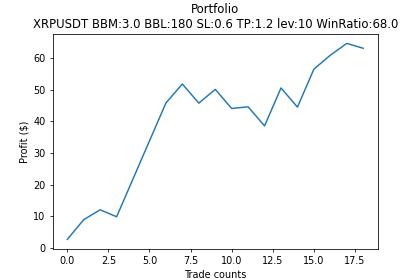 Portfolio
XRPUSDT BBM:3.0 BBL:180 SL:0.6 TP:1.2 lev:10 WinRatio:68.0
60
50
40
30
20
10
0
Profit ($)
0.0 2.5 5.0 7.5 10.0 12.5 15.0 17.5
Trade counts